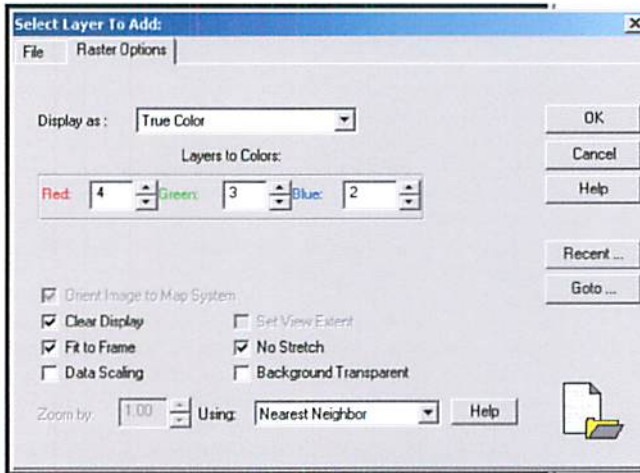 Select Layer To Add:
File Raster Options
Display as : True Color
OK
Layers to Colors:
Cancel
Red: 4 Green: 3 Blue: 2
Help
Recent ...
Orient Image to Map System
Goto ...
Clear Display Set View Extent
Fit to Frame No Stretch
Data Scaling Background Transparent
Zoom by: 1.00 Using: Nearest Neighbor Help